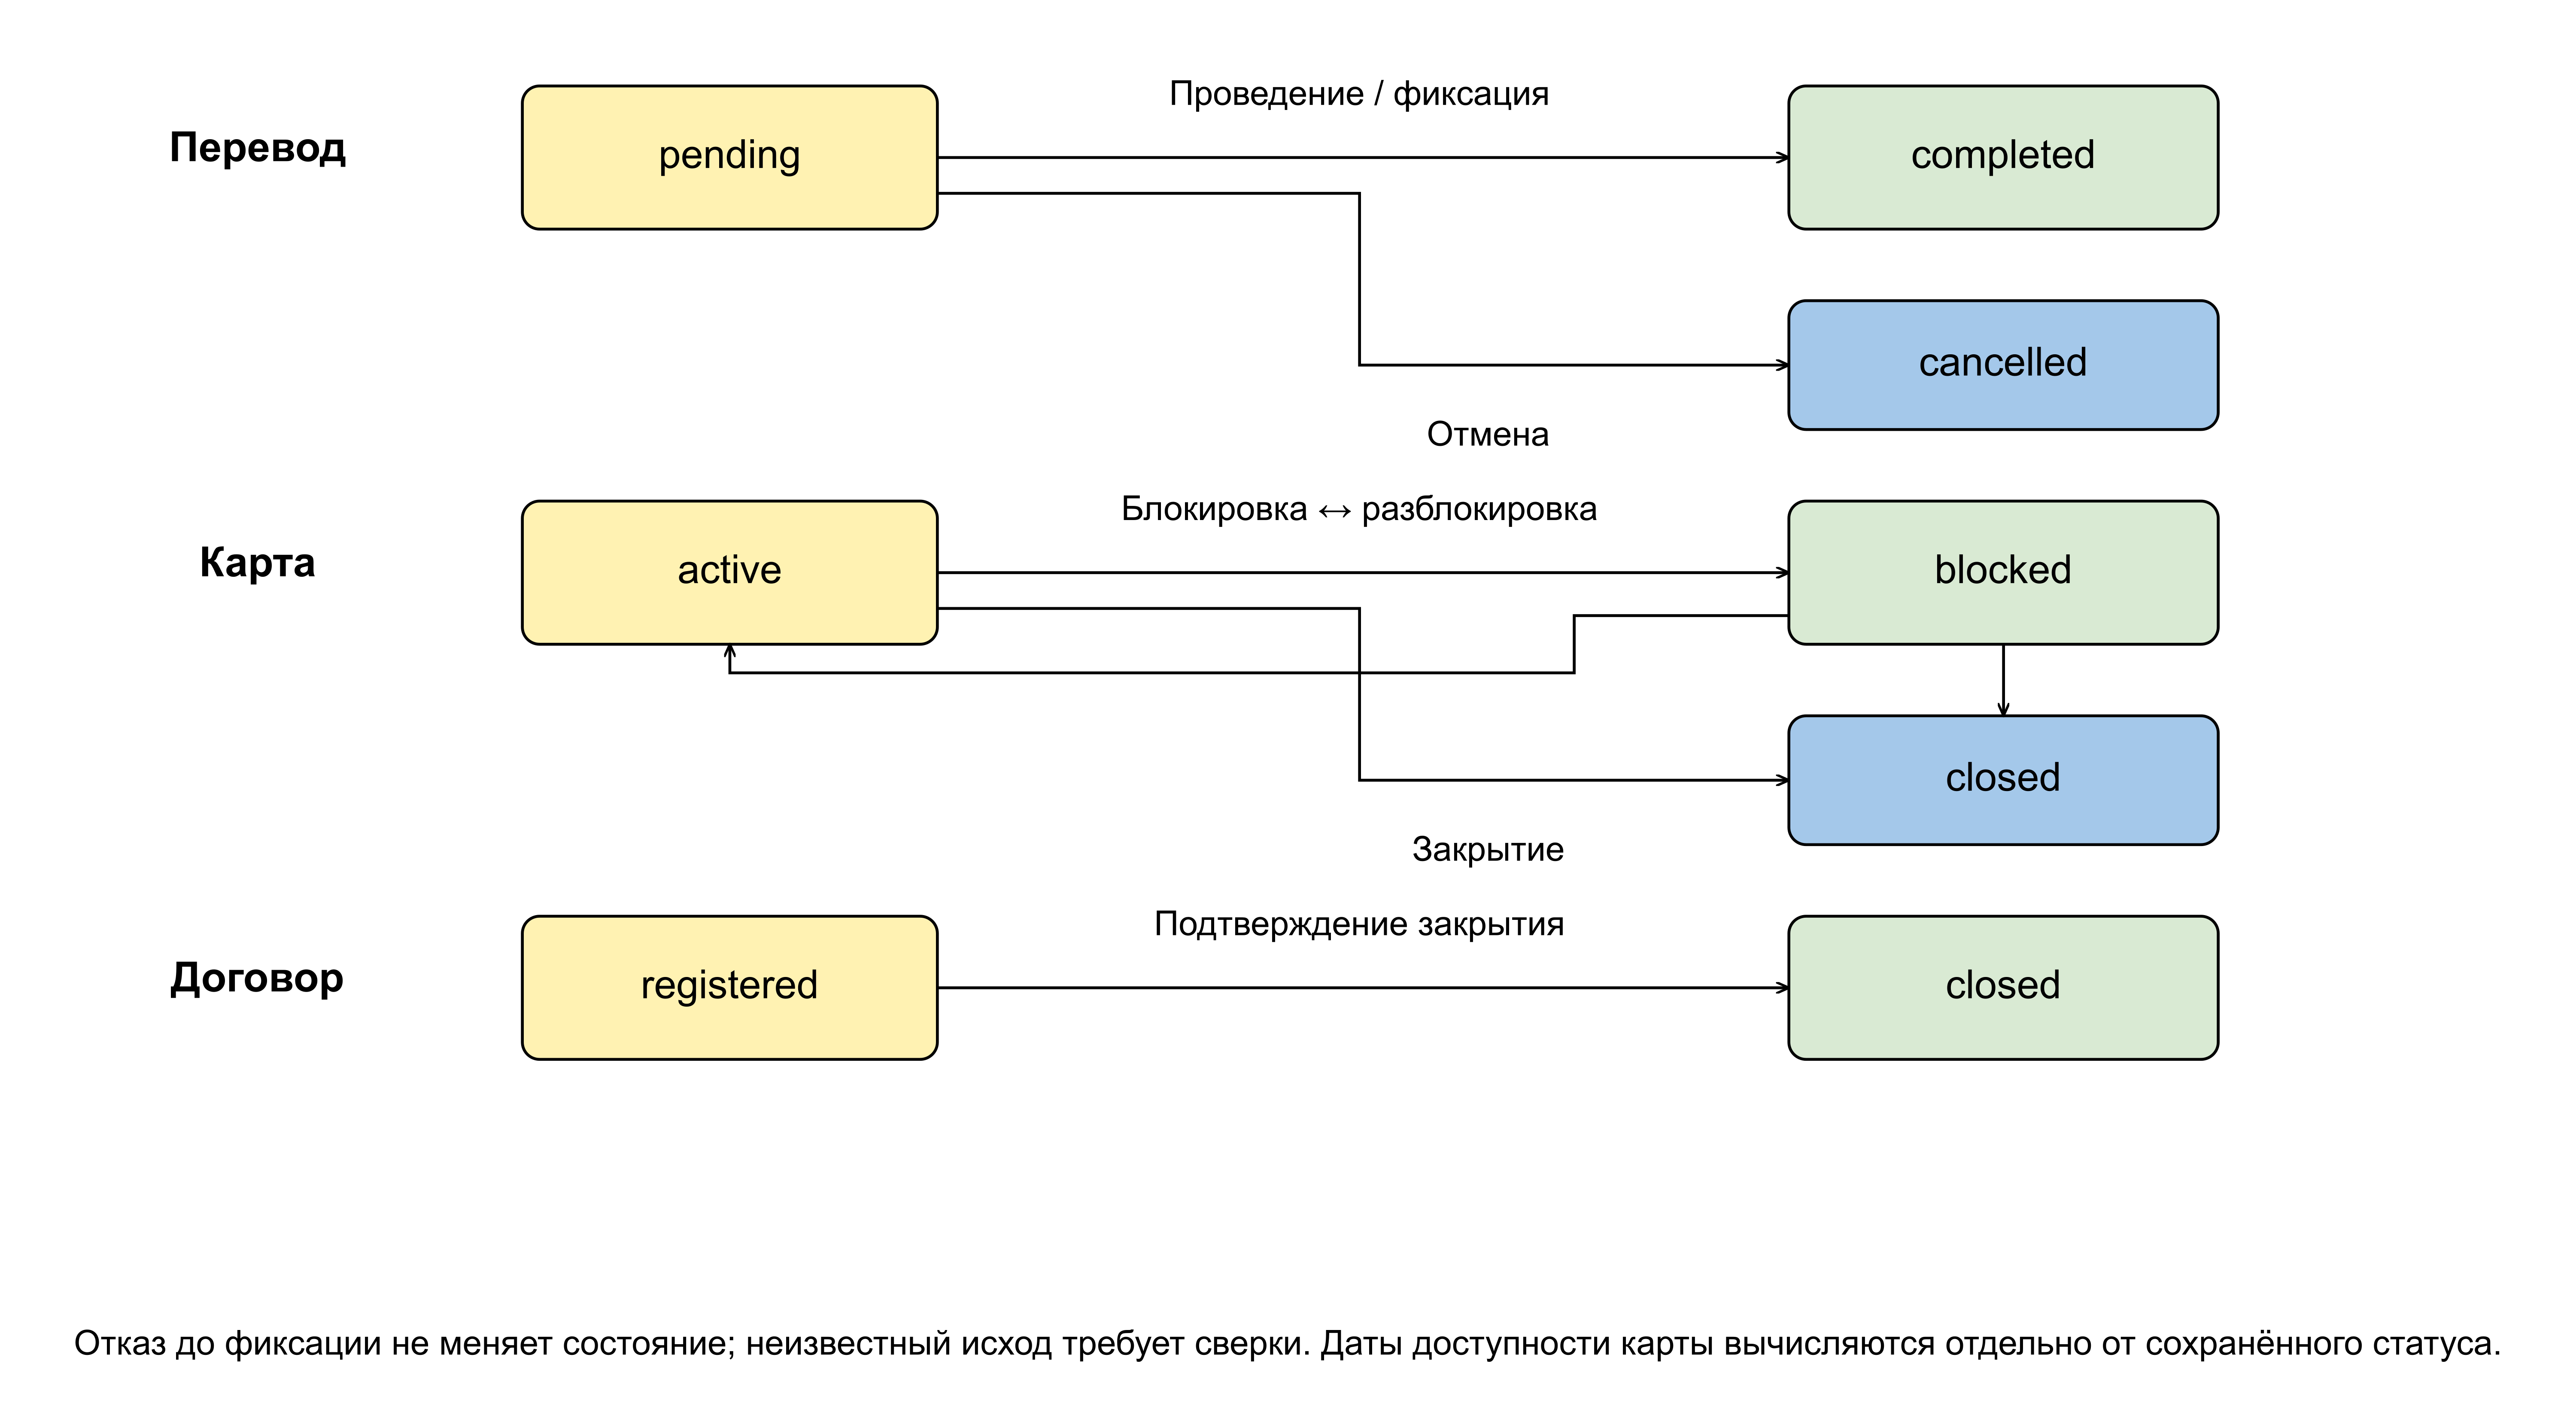 Проведение / фиксация
Перевод
pending
completed
cancelled
Отмена
Блокировка ↔ разблокировка
Карта
active
blocked
closed
Закрытие
Подтверждение закрытия
Договор
registered
closed
Отказ до фиксации не меняет состояние; неизвестный исход требует сверки. Даты доступности карты вычисляются отдельно от сохранённого статуса.